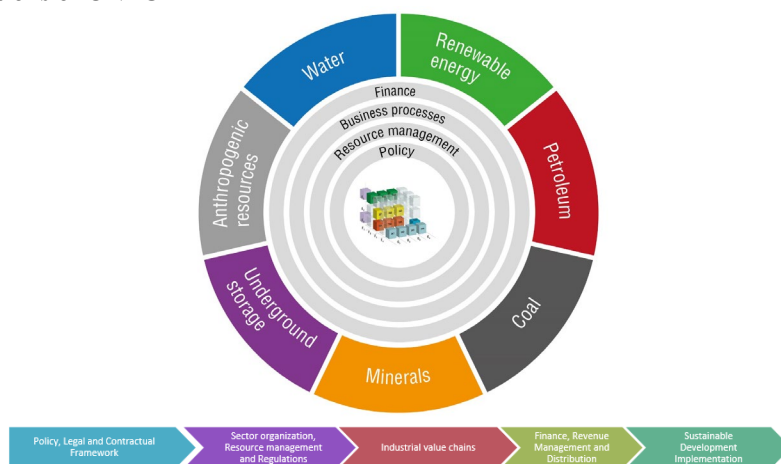 Water
Renewable
energy
Petroleum
Coal
Minerals
Underground
storage
Anthropogenic
resources
Finance
Business processes
Resource management
Policy
Policy, Legal and Contractual
Framework
Sector organization,
Resource management
and Regulations
Industrial value chains
Finance, Revenue
Management and
Distribution
Sustainable
Development
Implementation